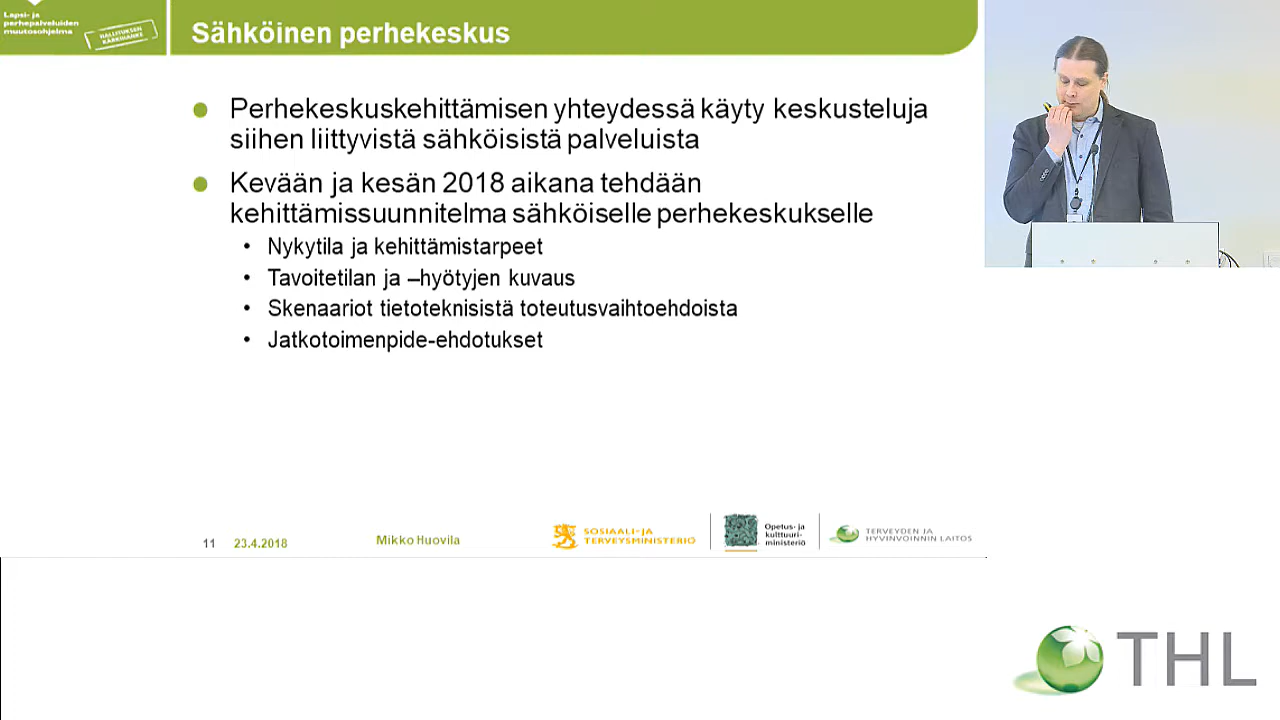 Lapsi- ja
perhepalveluiden
muutosohjelma
HALLITUKSEN
KÄRKIHANKE
Sähköinen perhekeskus
Perhekeskuskehittämisen yhteydessä käyty keskusteluja
siihen liittyvistä sähköisistä palveluista
Kevään ja kesän 2018 aikana tehdään
kehittämissuunnitelma sähköiselle perhekeskukselle
• Nykytila ja kehittämistarpeet
• Tavoitetilan ja –hyötyjen kuvaus
• Skenaariot tietoteknisistä toteutusvaihtoehdoista
• Jatkotoimenpide-ehdotukset
11 23.4.2018 Mikko Huovila
SOSIAALI- JA
TERVEYSMINISTERIÖ
Opetus- ja
kulttuuri-
ministeriö
TERVEYDEN JA
HYVINVOINNIN LAITOS
THL